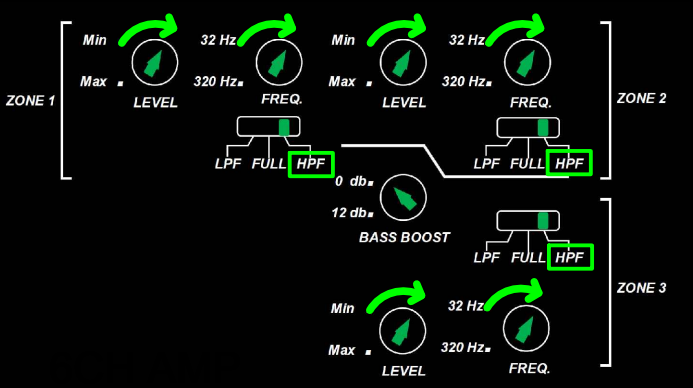 Min 32 Hz Min 32 Hz
Max 320 Hz Max 320 Hz
ZONE 1 LEVEL FREQ. LEVEL FREQ. ZONE 2
LPF FULL HPF LPF FULL HPF
0 db
12 db
BASS BOOST
LPF FULL HPF
ZONE 3
Min 32 Hz
Max 320 Hz
LEVEL FREQ.